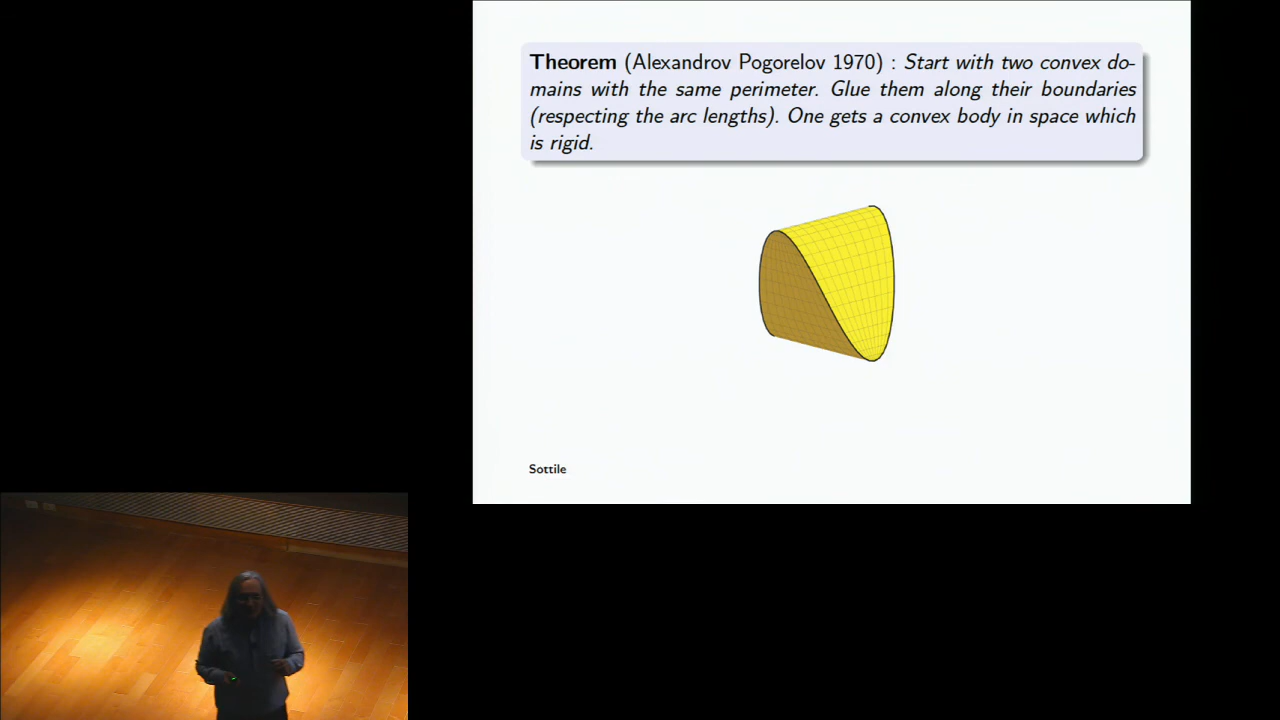 Theorem (Alexandrov Pogorelov 1970) : Start with two convex do-
mains with the same perimeter. Glue them along their boundaries
(respecting the arc lengths). One gets a convex body in space which
is rigid.
Sottile